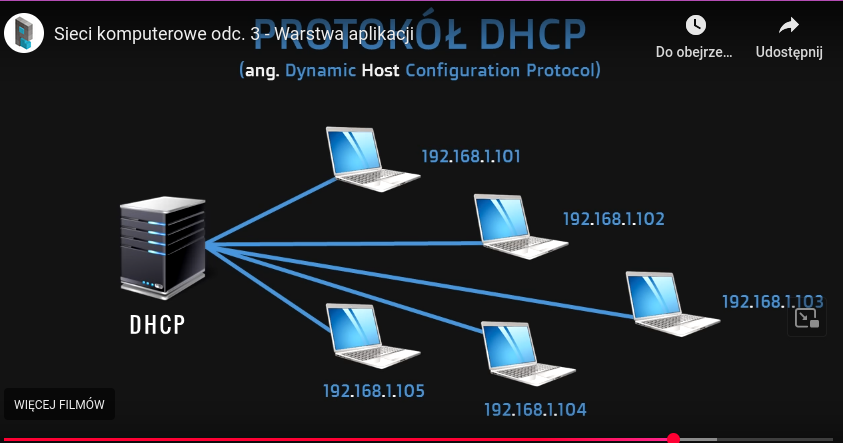 PROTOKÓŁ DHCP
Sieci komputerowe odc. 3 - Warstwa aplikacji
Do obejrze...
Udostępnij
(ang. Dynamic Host Configuration Protocol)
192.168.1.101
192.168.1.102
192.168.1.103
DHCP
192.168.1.105
192.168.1.104
WIĘCEJ FILMÓW